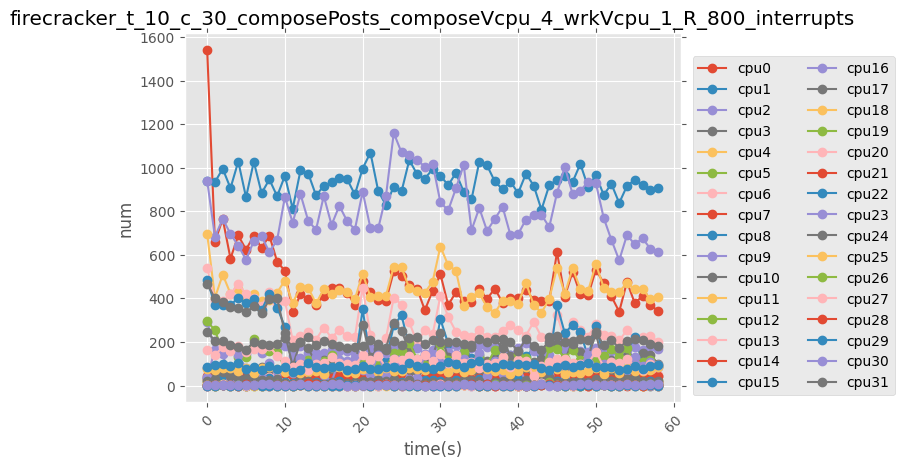 firecracker_t_10_c_30_composePosts_composeVcpu_4_wrkVcpu_1_R_800_interrupts
1600
1400
1200
1000
800
600
400
200
0
num
0 10 20 30 40 50 60
time(s)
cpu0 cpu16
cpu1 cpu17
cpu2 cpu18
cpu3 cpu19
cpu4 cpu20
cpu5 cpu21
cpu6 cpu22
cpu7 cpu23
cpu8 cpu24
cpu9 cpu25
cpu10 cpu26
cpu11 cpu27
cpu12 cpu28
cpu13 cpu29
cpu14 cpu30
cpu15 cpu31